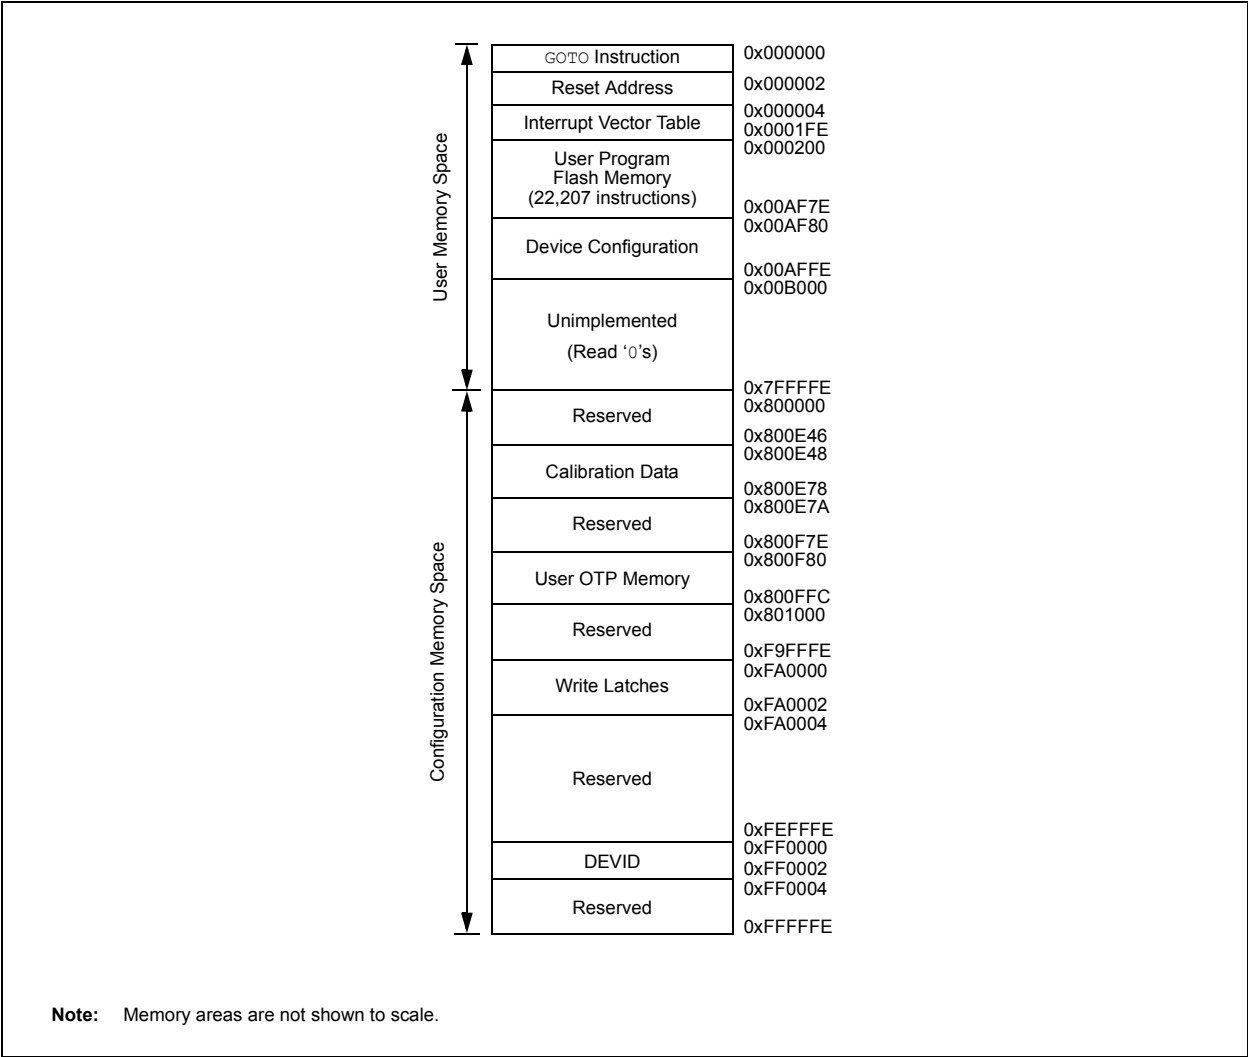 GOTO Instruction
0x000000
Reset Address
0x000002
Interrupt Vector Table
0x000004
0x0001FE
0x000200
User Program
Flash Memory
(22,207 instructions)
0x00AF7E
0x00AF80
Device Configuration
0x00AFFE
0x00B000
Unimplemented
(Read ‘0’s)
0x7FFFFE
User Memory Space
0x800000
Reserved
0x800E46
0x800E48
Calibration Data
0x800E78
0x800E7A
Reserved
0x800F7E
0x800F80
User OTP Memory
0x800FFC
0x801000
Reserved
0xF9FFFE
0xFA0000
Write Latches
0xFA0002
0xFA0004
Reserved
0xFEFFFE
0xFF0000
DEVID
0xFF0002
0xFF0004
Reserved
0xFFFFFE
Configuration Memory Space
Note: Memory areas are not shown to scale.